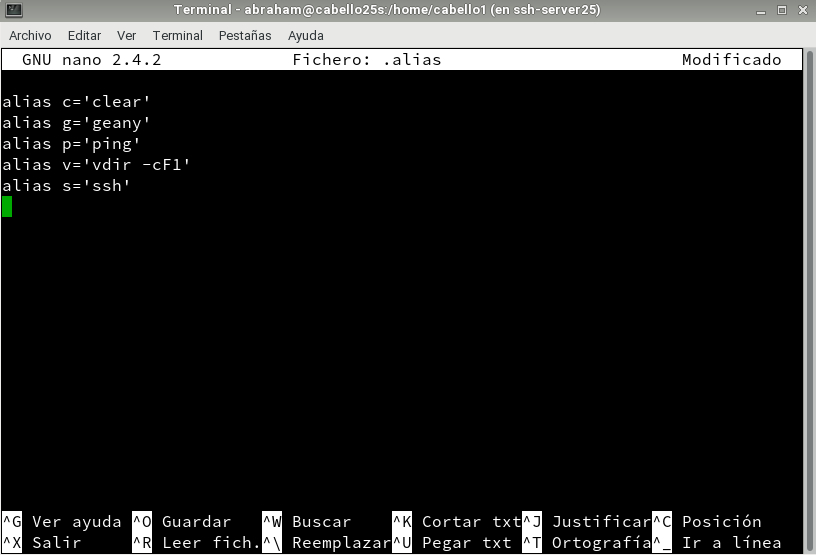 Terminal - abraham@cabello25s:/home/cabello1 (en ssh-server25)
Archivo Editar Ver Terminal Pestañas Ayuda
GNU nano 2.4.2 Fichero: .alias Modificado
alias c='clear'
alias g='geany'
alias p='ping'
alias v='vdir -cF1'
alias s='ssh'
^G Ver ayuda ^O Guardar ^W Buscar ^K Cortar txt ^J Justificar ^C Posición
^X Salir ^R Leer fich. ^\ Reemplazar ^U Pegar txt ^T Ortografía ^_ Ir a línea